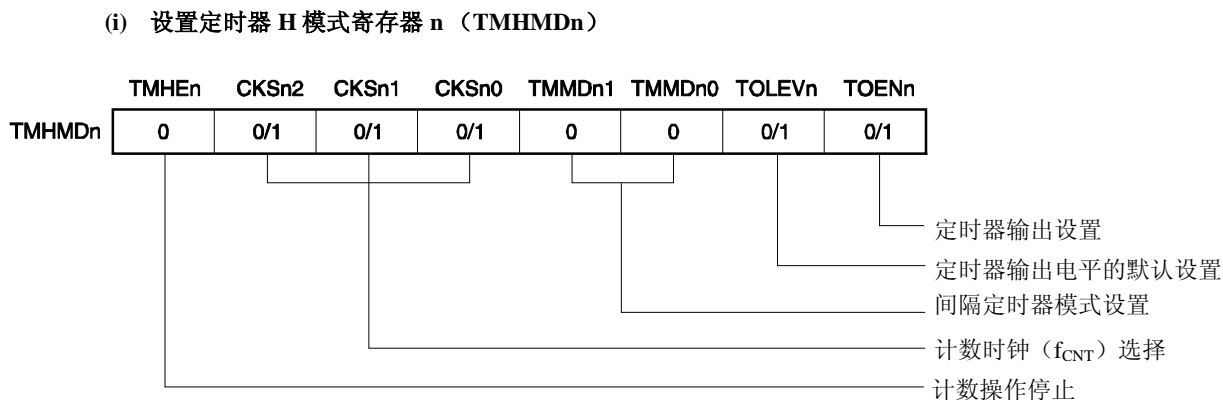 (i) 设置定时器 H 模式寄存器 n （TMHMDn）
TMHEn CKSn2 CKSn1 CKSn0 TMMDn1 TMMDn0 TOLEVn TOENn
TMHMDn 0 0/1 0/1 0/1 0 0 0/1 0/1
定时器输出设置
定时器输出电平的默认设置
间隔定时器模式设置
计数时钟（fCNT）选择
计数操作停止